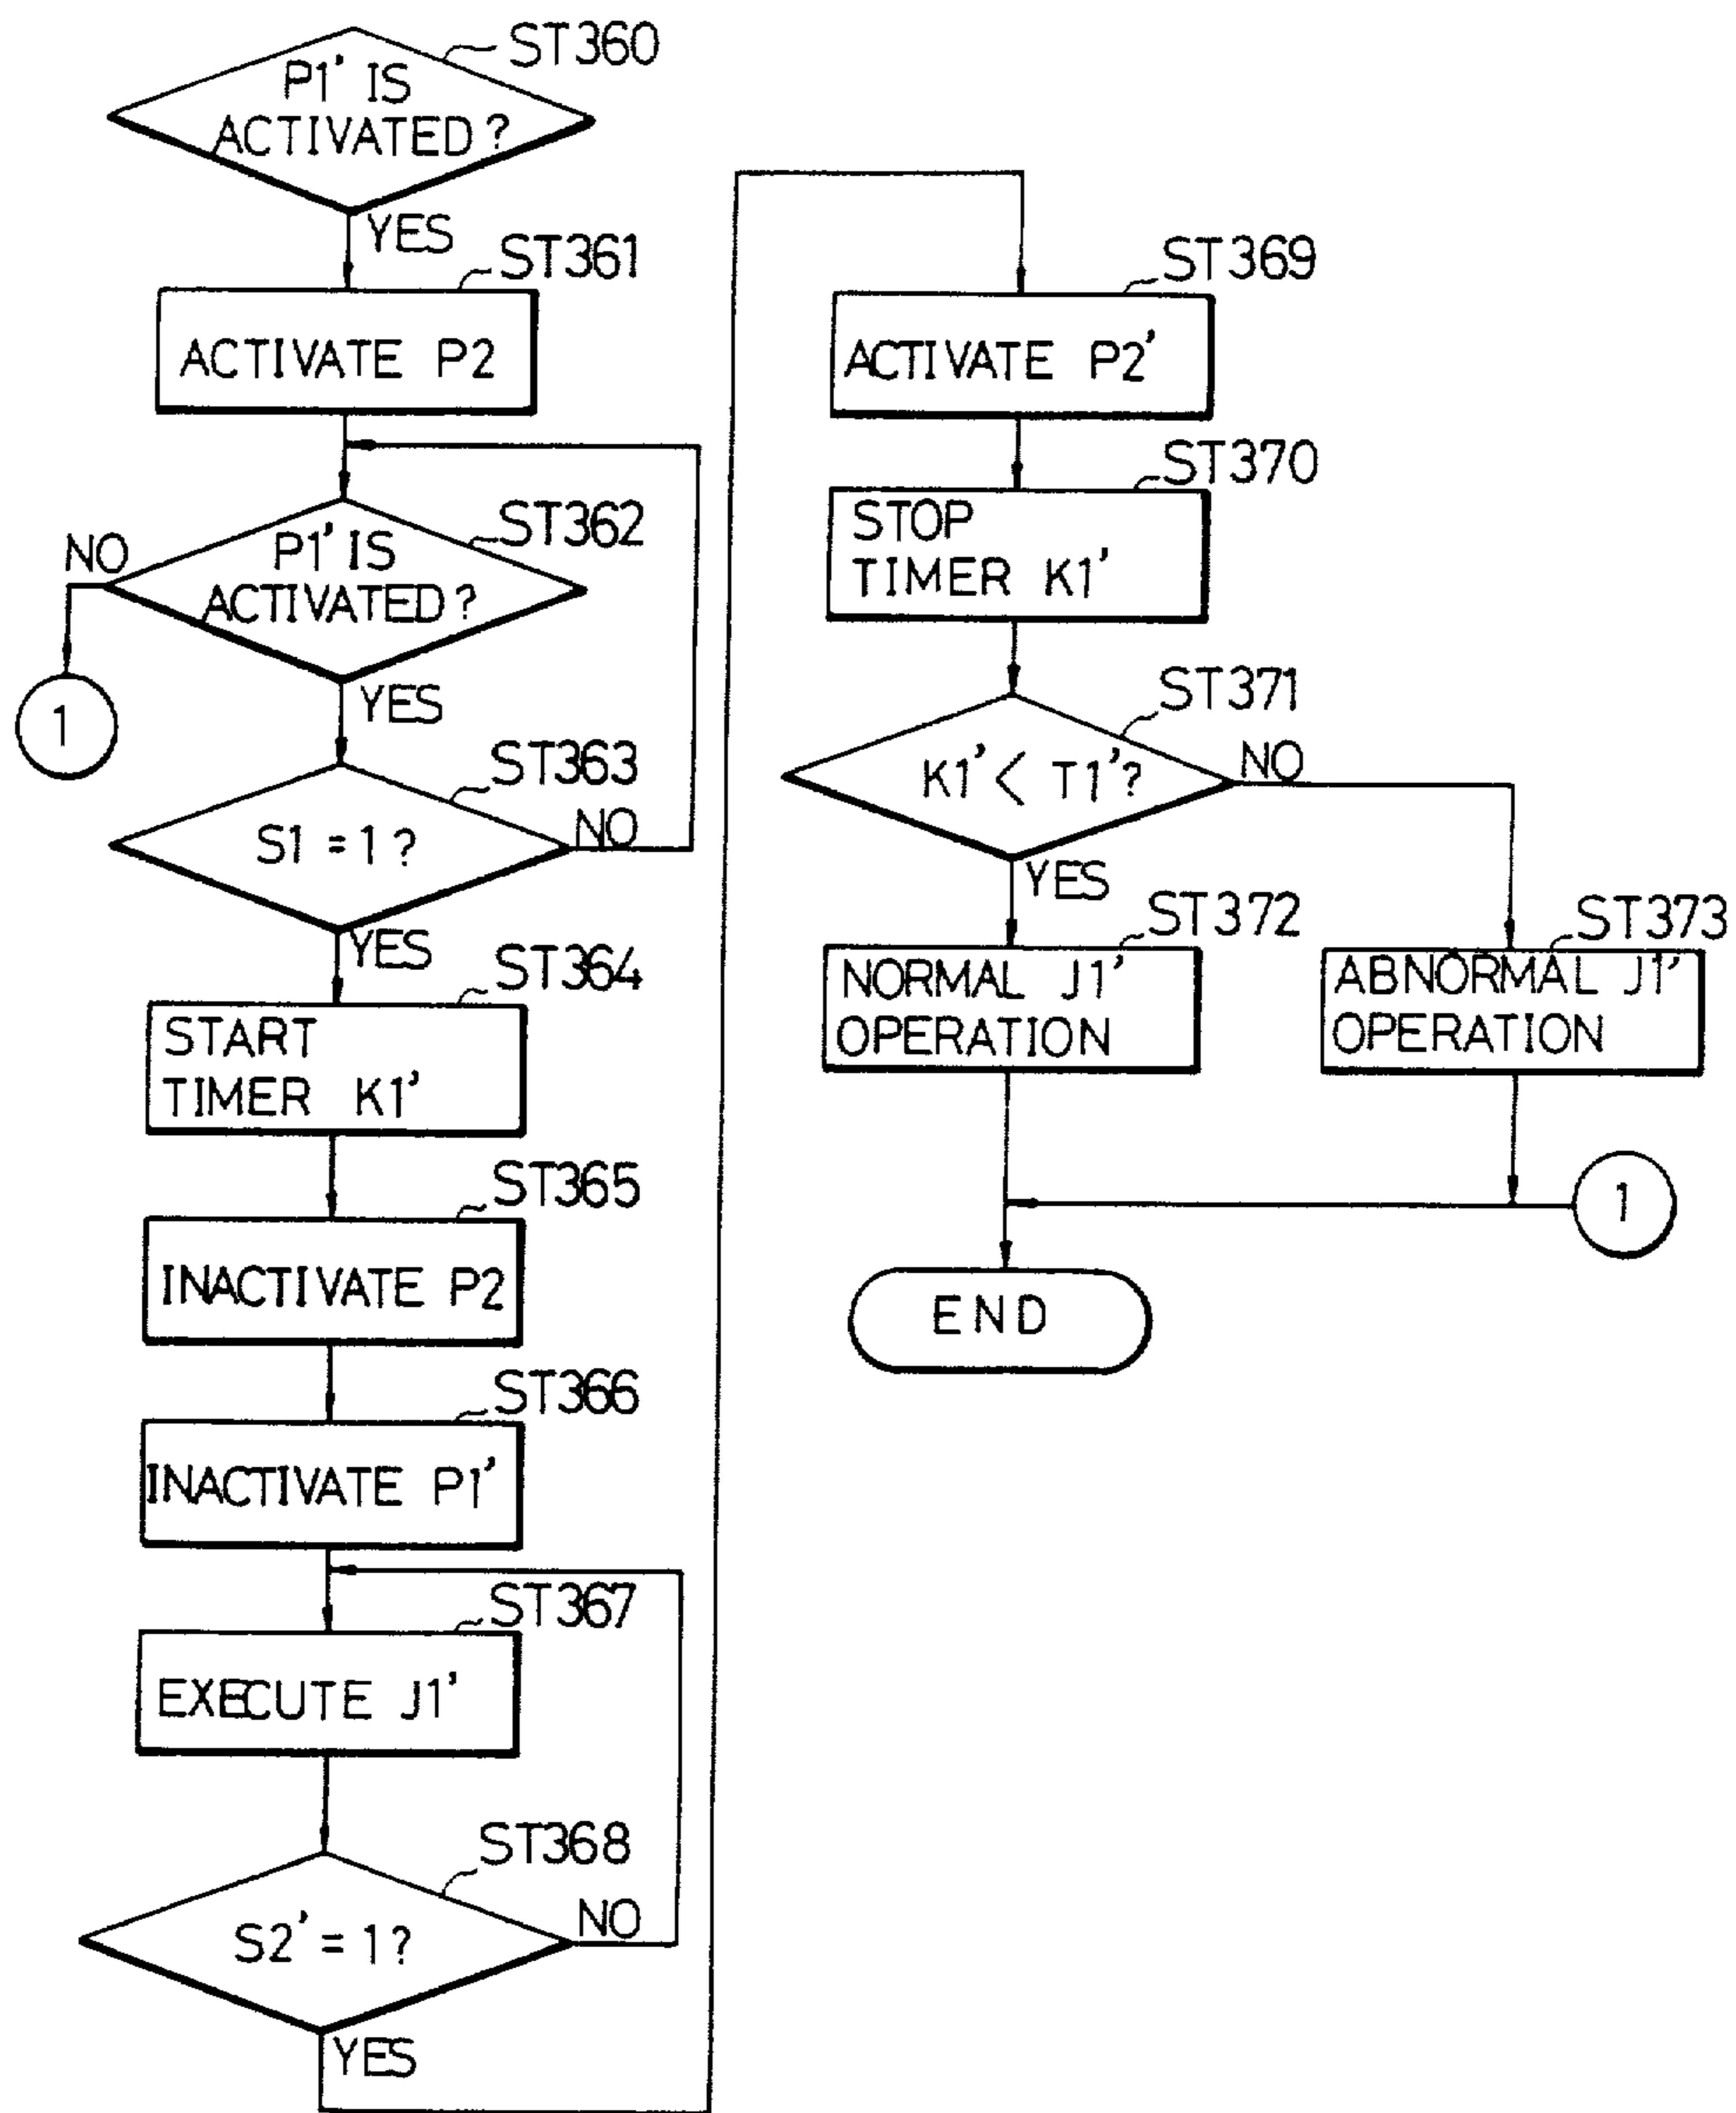 ST360
P1' IS
ACTIVATED?
YES
ST361
ACTIVATE P2
ST362
NO
P1' IS
ACTIVATED?
1
YES
ST363
S1 = 1?
NO
YES
ST364
START
TIMER K1'
ST365
INACTIVATE P2
ST366
INACTIVATE P1'
ST367
EXECUTE J1'
ST368
S2' = 1?
NO
YES
ST369
ACTIVATE P2'
ST370
STOP
TIMER K1'
ST371
K1' < T1'?
NO
YES
ST372
NORMAL J1'
OPERATION
ST373
ABNORMAL J1'
OPERATION
1
END